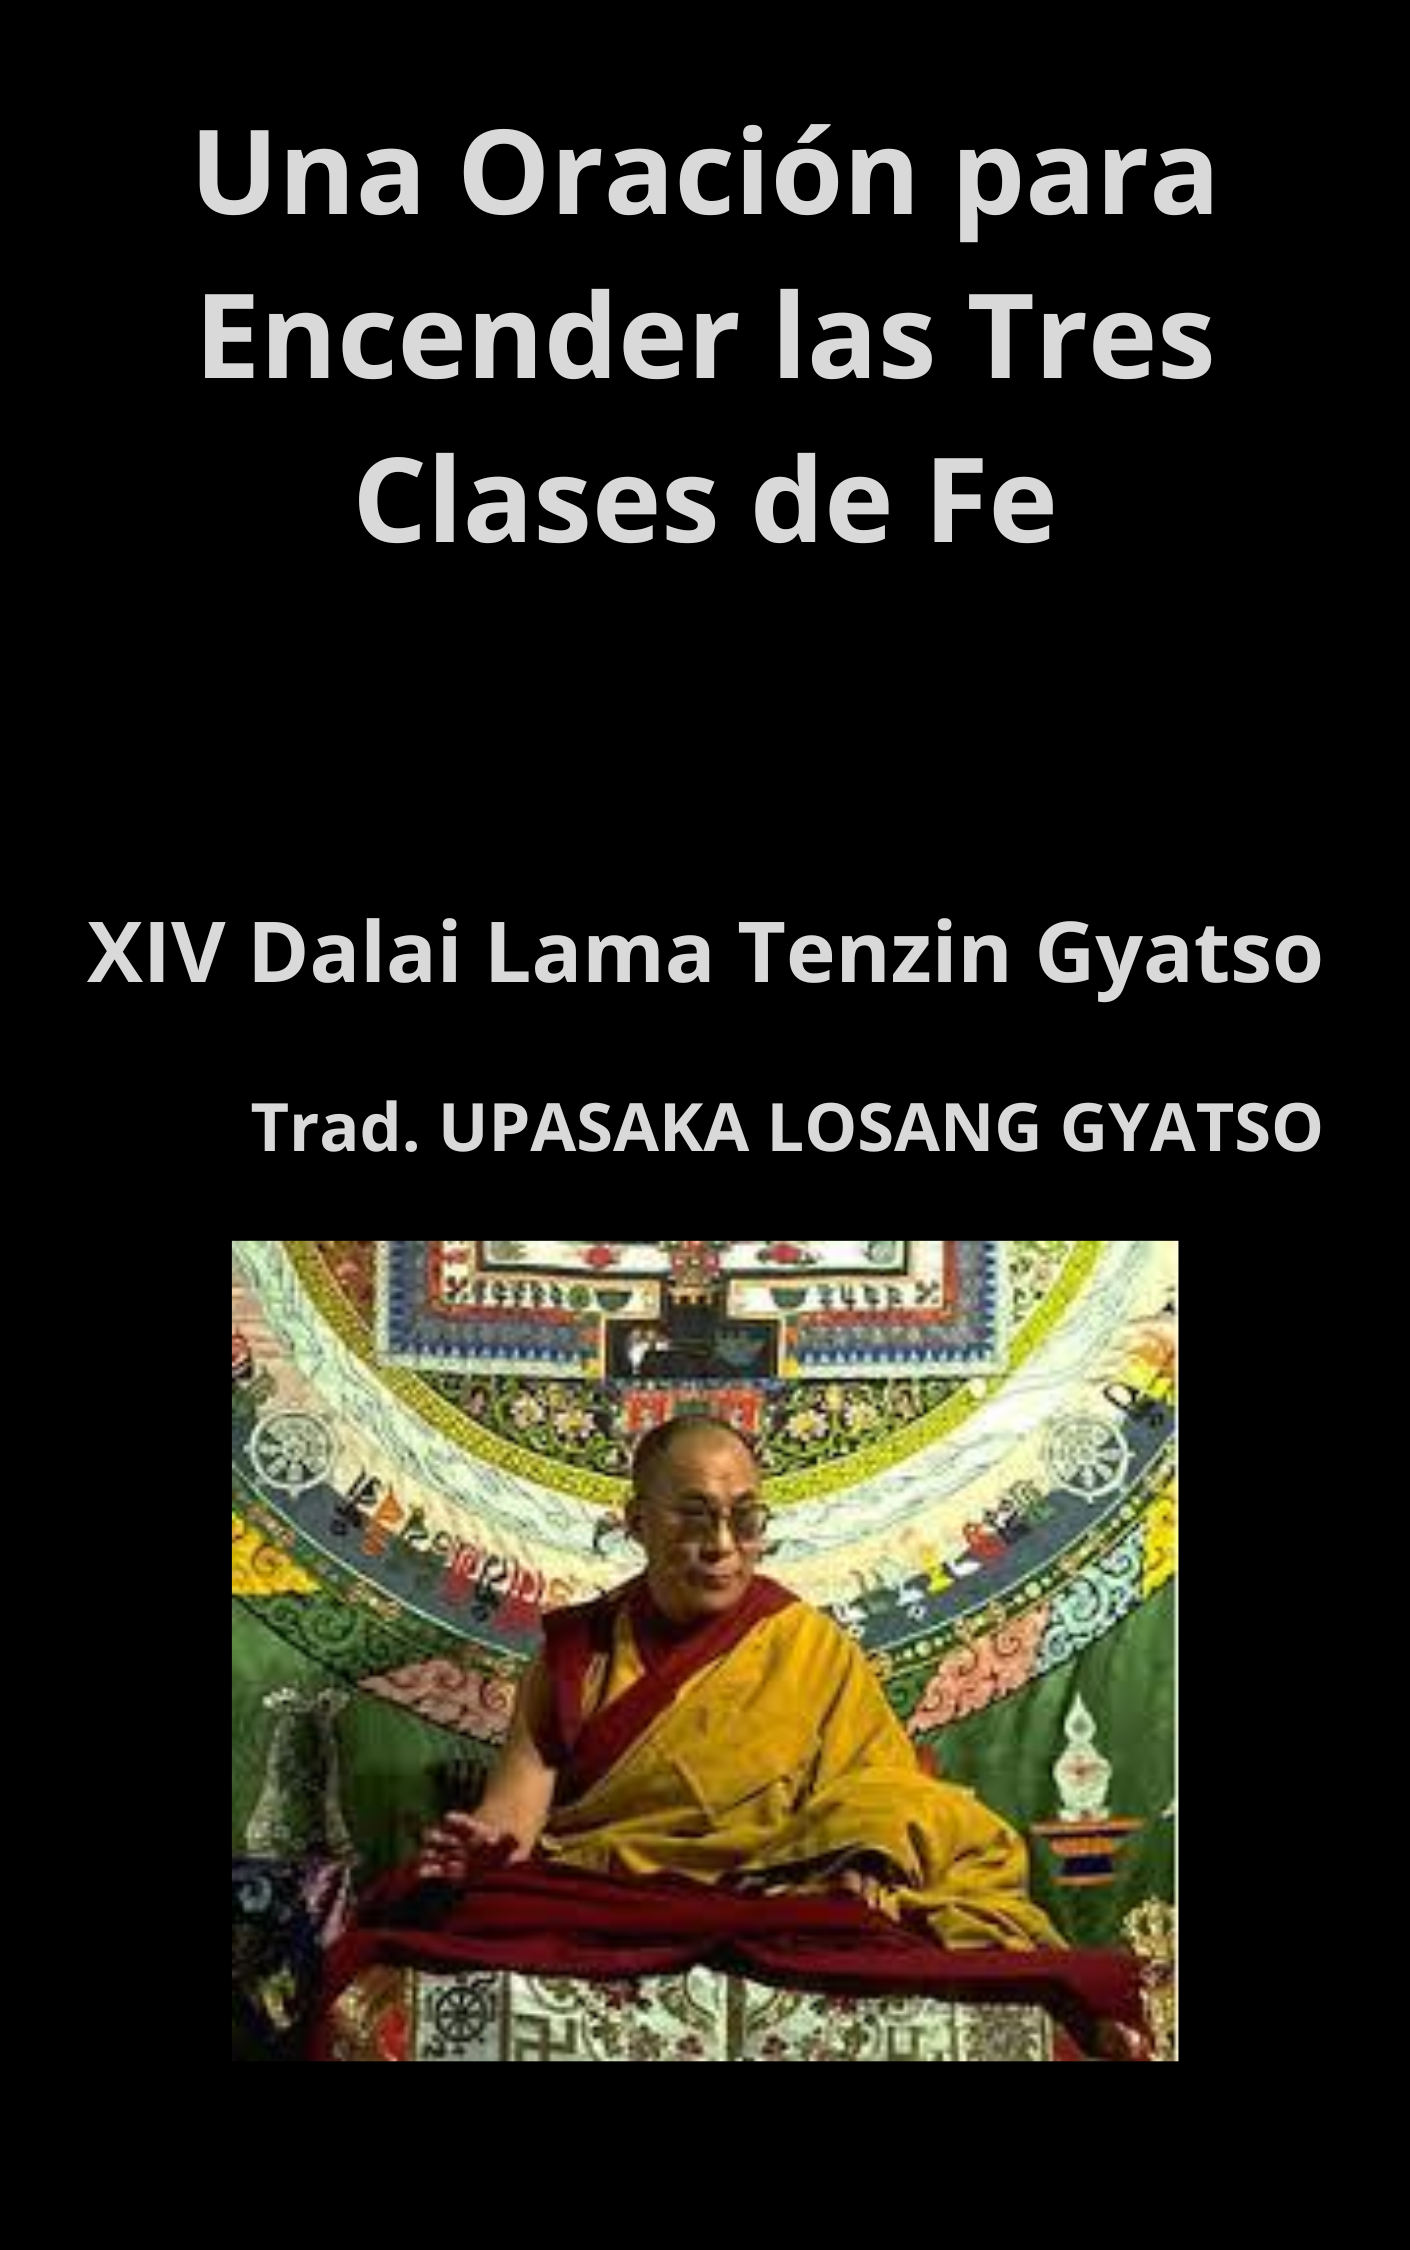 Una Oración para
Encender las Tres
Clases de Fe
XIV Dalai Lama Tenzin Gyatso
Trad. UPASAKA LOSANG GYATSO